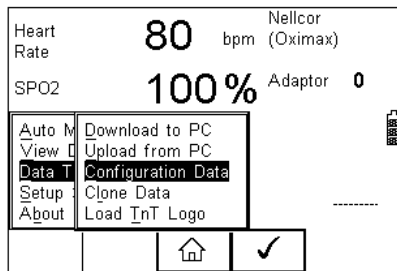 Heart Rate 80 bpm Nellcor (Oximax)
SPO2 100% Adaptor 0
Auto M
View D
Data T
Setup
About
Download to PC
Upload from PC
Configuration Data
Clone Data
Load TnT Logo